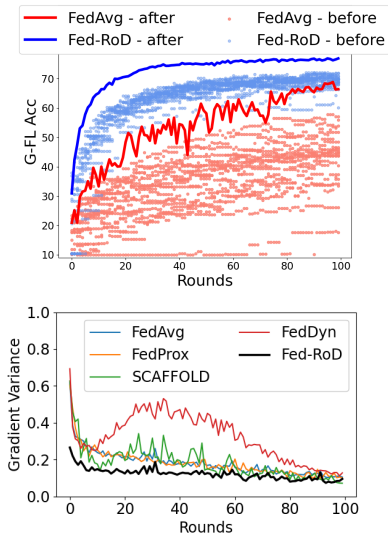 FedAvg - after
FedAvg - before
Fed-RoD - after
Fed-RoD - before
70
60
50
40
30
20
10
G-FL Acc
0 20 40 60 80 100
Rounds
1.0
0.8
0.6
0.4
0.2
0.0
Gradient Variance
FedAvg
FedDyn
FedProx
Fed-RoD
SCAFFOLD
0 20 40 60 80 100
Rounds